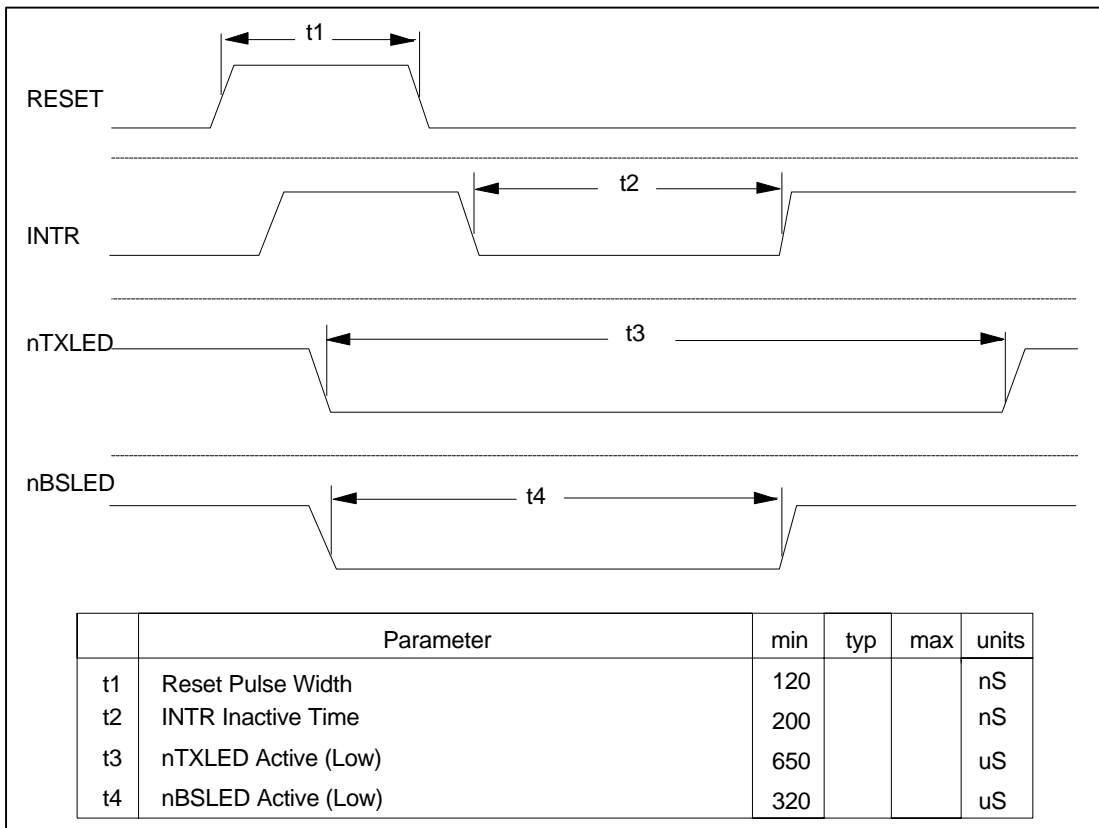 t1
RESET
t2
INTR
nTXLED
t3
nBSLED
t4
Parameter min typ max units
t1 Reset Pulse Width 120 nS
t2 INTR Inactive Time 200 nS
t3 nTXLED Active (Low) 650 uS
t4 nBSLED Active (Low) 320 uS